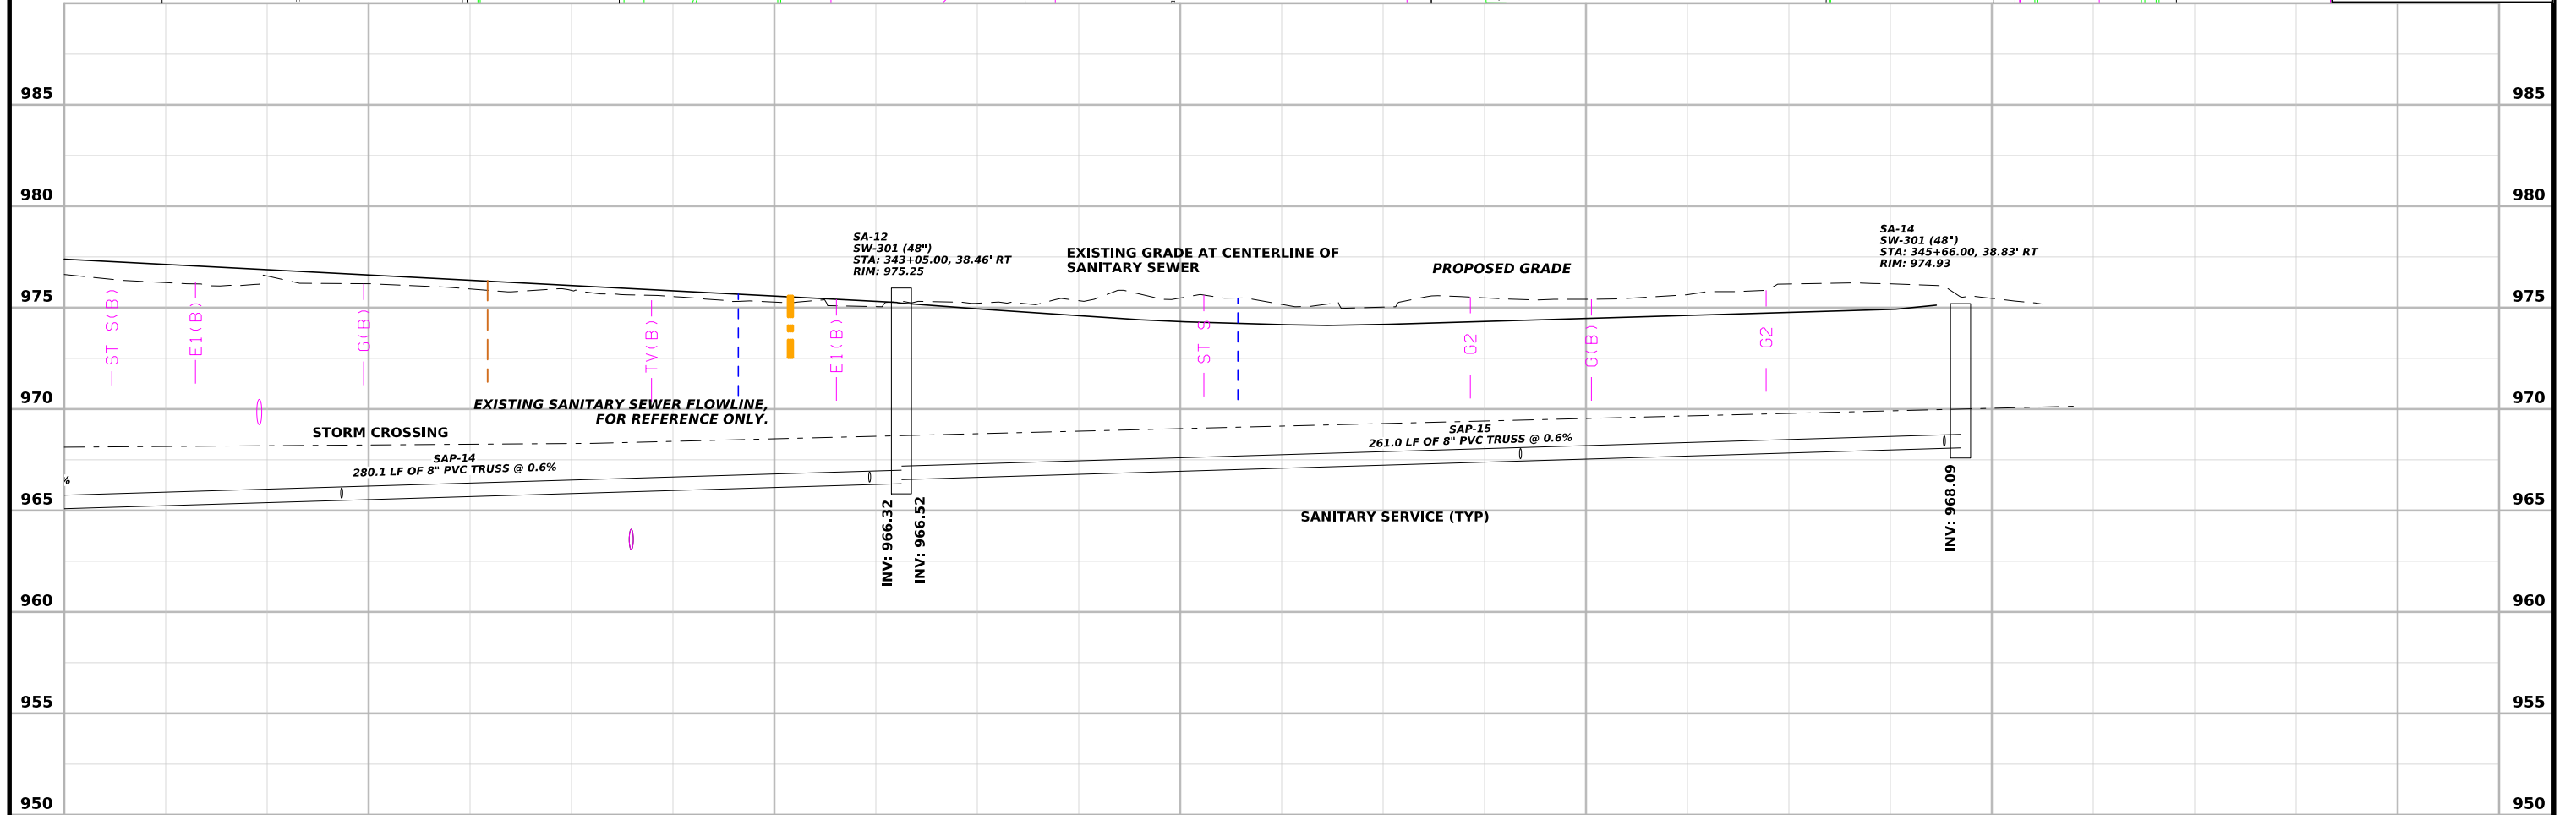 985
985
980
980
SA-12
SW-301 (48")
STA: 343+05.00, 38.46' RT
RIM: 975.25
EXISTING GRADE AT CENTERLINE OF
SANITARY SEWER
PROPOSED GRADE
SA-14
SW-301 (48")
STA: 345+66.00, 38.83' RT
RIM: 974.93
975
975
ST S(B)
E1(B)
G(B)
TV(B)
E1(B)
ST S
G2
G(B)
G2
970
970
EXISTING SANITARY SEWER FLOWLINE,
FOR REFERENCE ONLY.
STORM CROSSING
SAP-14
280.1 LF OF 8" PVC TRUSS @ 0.6%
SAP-15
261.0 LF OF 8" PVC TRUSS @ 0.6%
%
965
965
INV: 966.32
INV: 966.52
SANITARY SERVICE (TYP)
INV: 968.09
960
960
955
955
950
950